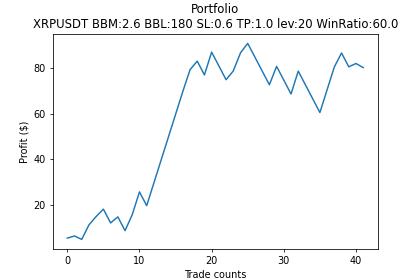 Portfolio
XRPUSDT BBM:2.6 BBL:180 SL:0.6 TP:1.0 lev:20 WinRatio:60.0
Profit ($)
80
60
40
20
0 10 20 30 40
Trade counts